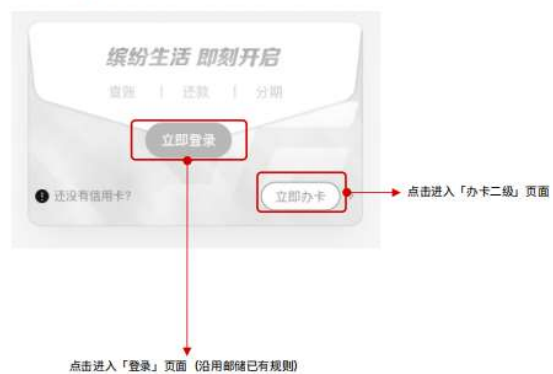 缤纷生活 即刻开启
查账 | 还款 | 分期
立即登录
还没有信用卡?
立即办卡
点击进入「办卡二级」页面
点击进入「登录」页面 (沿用邮储已有规则)